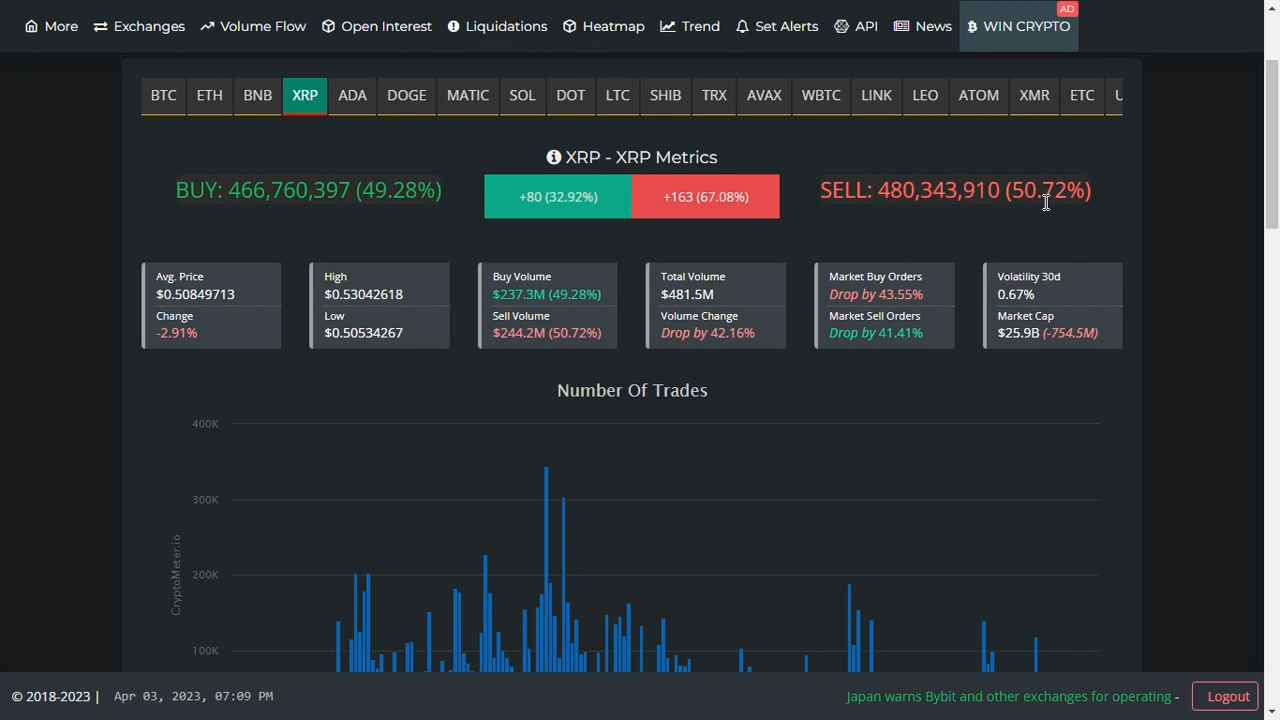 More Exchanges Volume Flow Open Interest Liquidations Heatmap Trend Set Alerts API News WIN CRYPTO AD
BTC ETH BNB XRP ADA DOGE MATIC SOL DOT LTC SHIB TRX AVAX WBTC LINK LEO ATOM XMR ETC
XRP - XRP Metrics
BUY: 466,760,397 (49.28%) +80 (32.92%) +163 (67.08%) SELL: 480,343,910 (50.72%)
Avg. Price High Buy Volume Total Volume Market Buy Orders Volatility 30d
$0.50849713 $0.53042618 $237.3M (49.28%) $481.5M Drop by 43.55% 0.67%
Change Low Sell Volume Volume Change Market Sell Orders Market Cap
-2.91% $0.50534267 $244.2M (50.72%) Drop by 42.16% Drop by 41.41% $25.9B (-754.5M)
Number Of Trades
400K
300K
200K
100K
CryptoMeter.io
© 2018-2023 | Apr 03, 2023, 07:09 PM Japan warns Bybit and other exchanges for operating - Logout